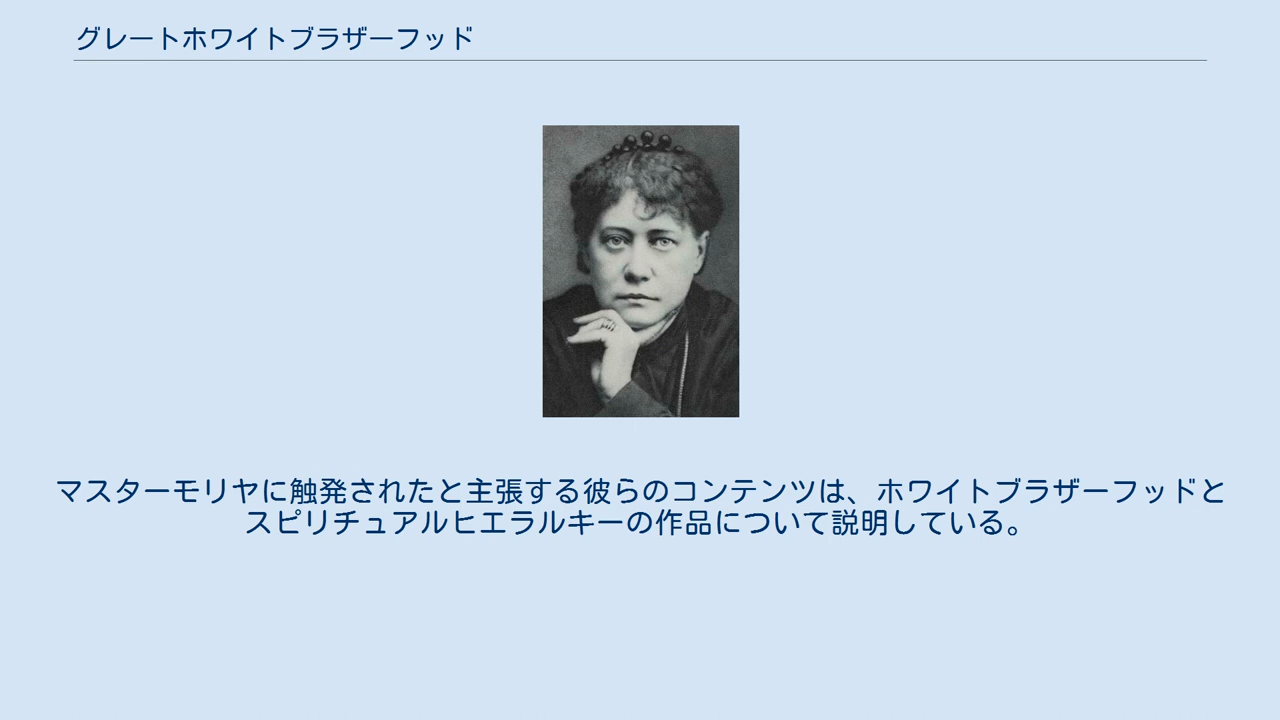 グレートホワイトブラザーフッド
マスターモリヤに触発されたと主張する彼らのコンテンツは、ホワイトブラザーフッドと
スピリチュアルヒエラルキーの作品について説明している。